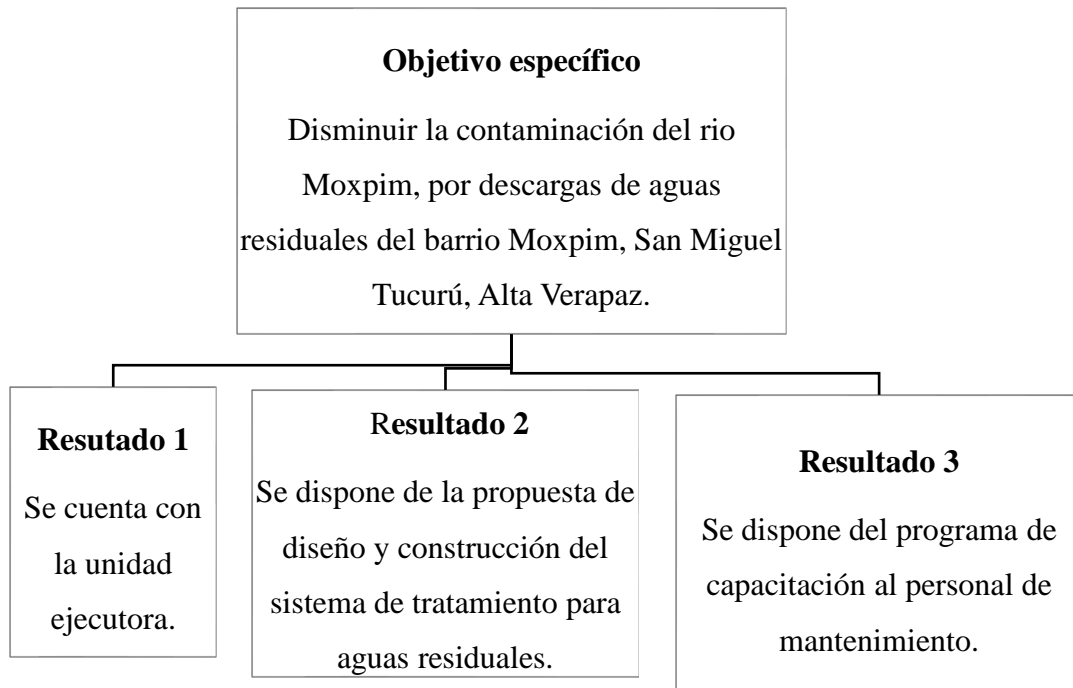 Objetivo específico
Disminuir la contaminación del rio
Moxpim, por descargas de aguas
residuales del barrio Moxpim, San Miguel
Tucurú, Alta Verapaz.
Resutado 1
Se cuenta con
la unidad
ejecutora.
Resultado 2
Se dispone de la propuesta de
diseño y construcción del
sistema de tratamiento para
aguas residuales.
Resultado 3
Se dispone del programa de
capacitación al personal de
mantenimiento.